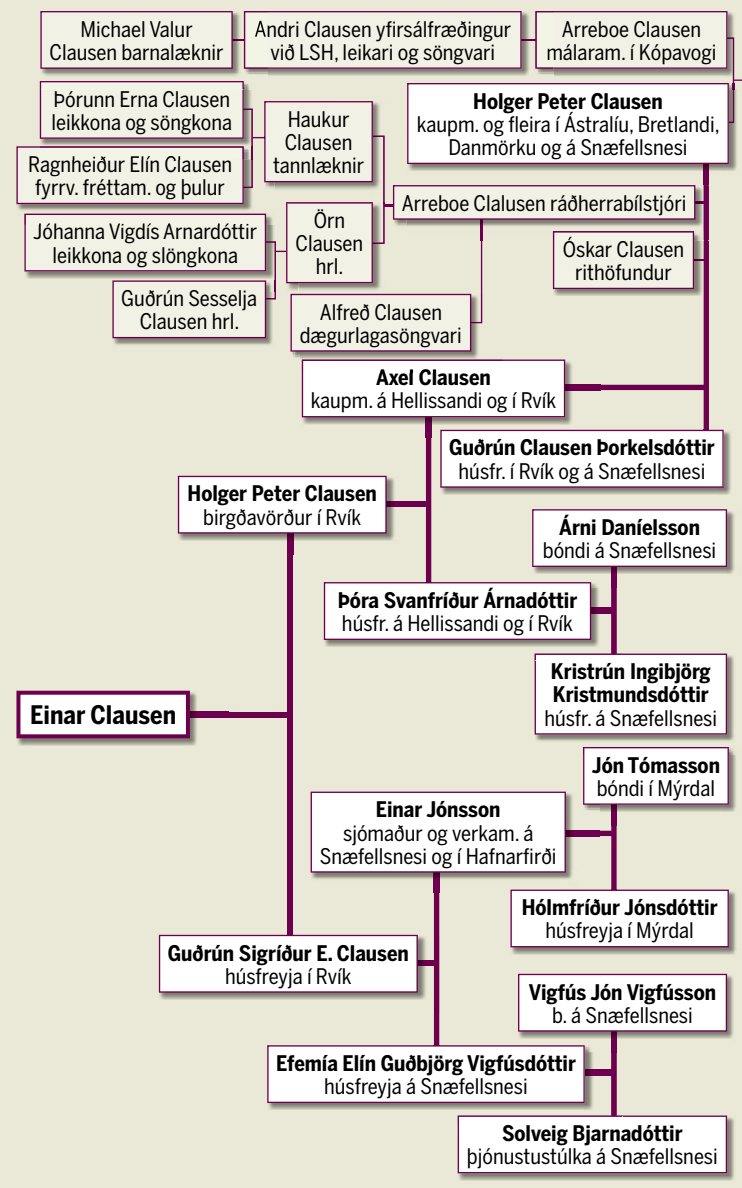 Michael Valur
Clausen barnalæknir
Andri Clausen yfirsálfræðingur
við LSH, leikari og söngvari
Arreboe Clausen
málaram. í Kópavogi
Þórunn Erna Clausen
leikkona og söngkona
Haukur
Clausen
tannlæknir
Holger Peter Clausen
kaupm. og fleira í Ástralíu, Bretlandi,
Danmörku og á Snæfellsnesi
Ragnheiður Elín Clausen
fyrrv. fréttam. og þulur
Arreboe Clalusen ráðherrabílstjóri
Jóhanna Vigdís Arnardóttir
leikkona og slöngkona
Örn
Clausen
hrl.
Óskar Clausen
rithöfundur
Guðrún Sesselja
Clausen hrl.
Alfreð Clausen
dægurlagasöngvari
Axel Clausen
kaupm. á Hellissandi og í Rvík
Guðrún Clausen Þorkelsdóttir
húsfr. í Rvík og á Snæfellsnesi
Holger Peter Clausen
birgðavörður í Rvík
Árni Daníelsson
bóndi á Snæfellsnesi
Þóra Svanfríður Árnadóttir
húsfr. á Hellissandi og í Rvík
Kristrún Ingibjörg
Kristmundsdóttir
húsfr. á Snæfellsnesi
Einar Clausen
Jón Tómasson
bóndi í Mýrdal
Einar Jónsson
sjómaður og verkam. á
Snæfellsnesi og í Hafnarfirði
Hólmfríður Jónsdóttir
húsfreyja í Mýrdal
Guðrún Sigríður E. Clausen
húsfreyja í Rvík
Vigfús Jón Vigfússon
b. á Snæfellsnesi
Efemía Elín Guðbjörg Vigfúsdóttir
húsfreyja á Snæfellsnesi
Solveig Bjarnadóttir
þjónustustúlka á Snæfellsnesi